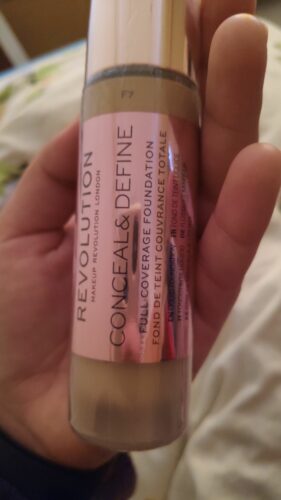 F7
REVOLUTION
MAKEUP REVOLUTION LONDON
CONCEAL & DEFINE
FULL COVERAGE FOUNDATION
FOND DE TEINT COUVRANCE TOTALE